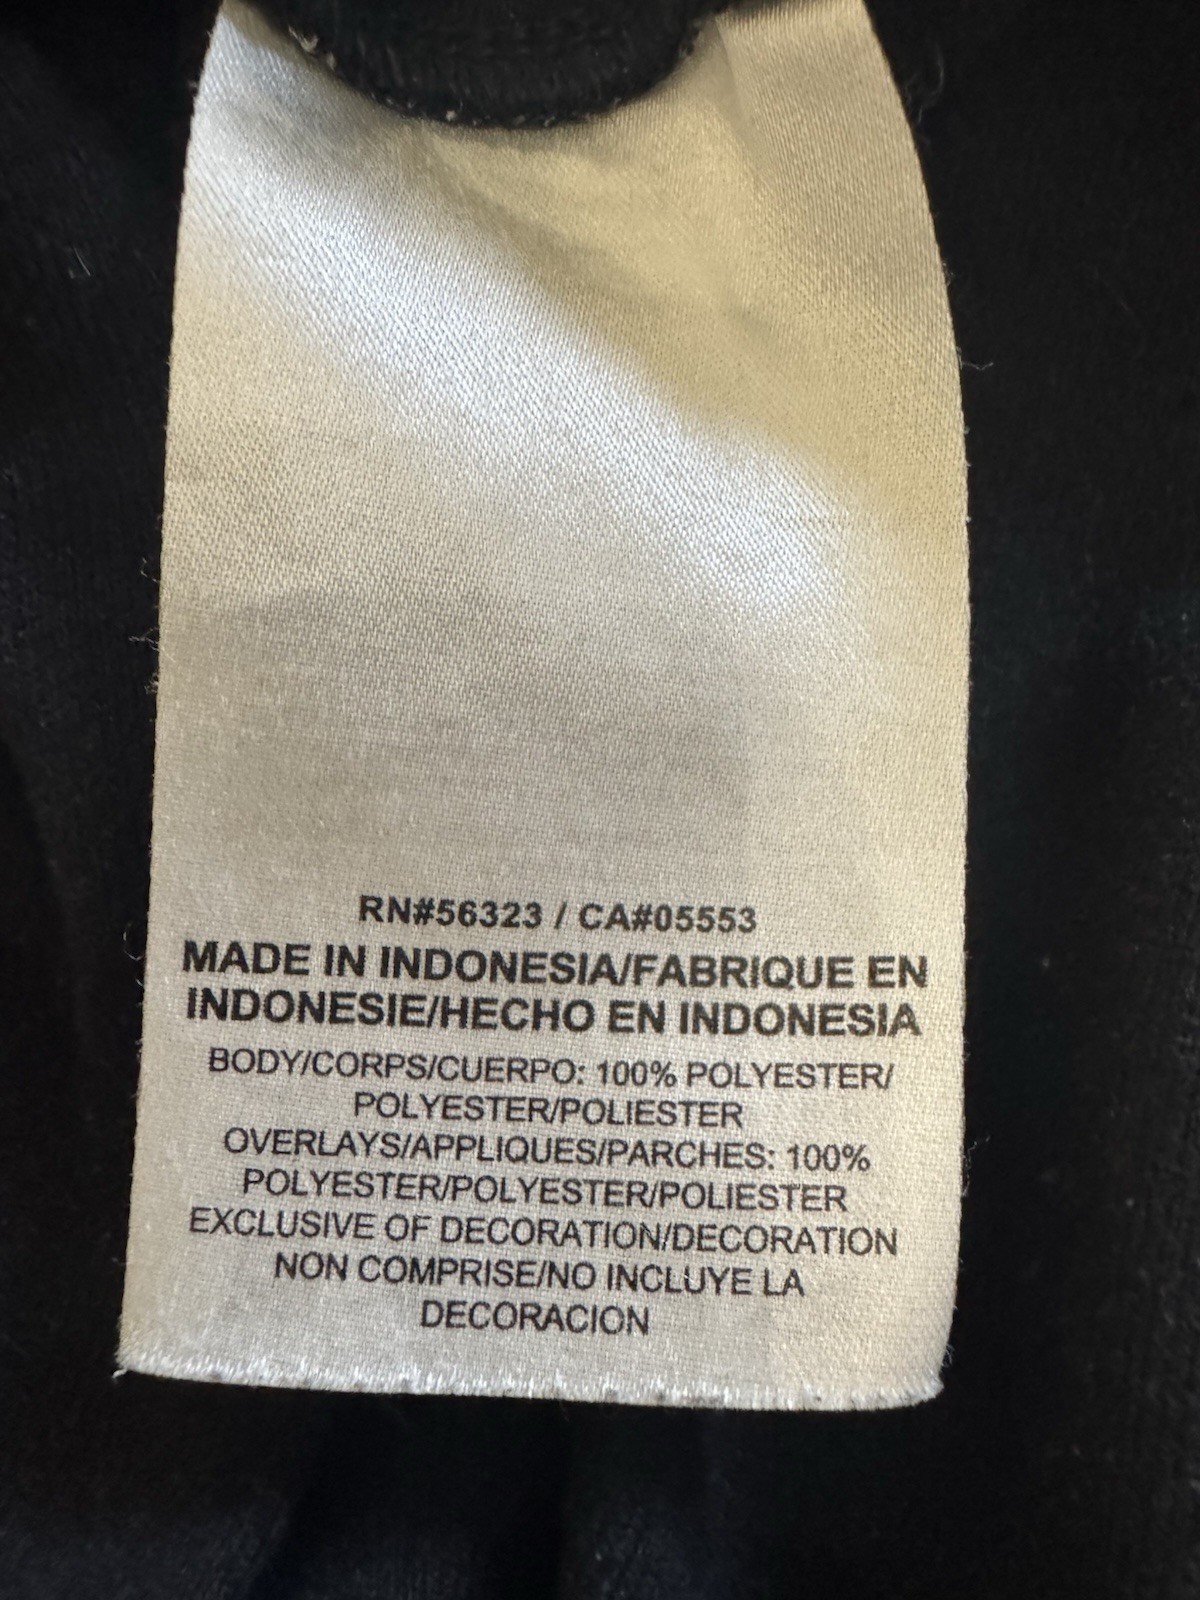 RN#56323 / CA#05553
MADE IN INDONESIA/FABRIQUE EN
INDONESIE/HECHO EN INDONESIA
BODY/CORPS/CUERPO: 100% POLYESTER/
POLYESTER/POLIESTER
OVERLAYS/APPLIQUES/PARCHES: 100%
POLYESTER/POLYESTER/POLIESTER
EXCLUSIVE OF DECORATION/DECORATION
NON COMPRISE/NO INCLUYE LA
DECORACION